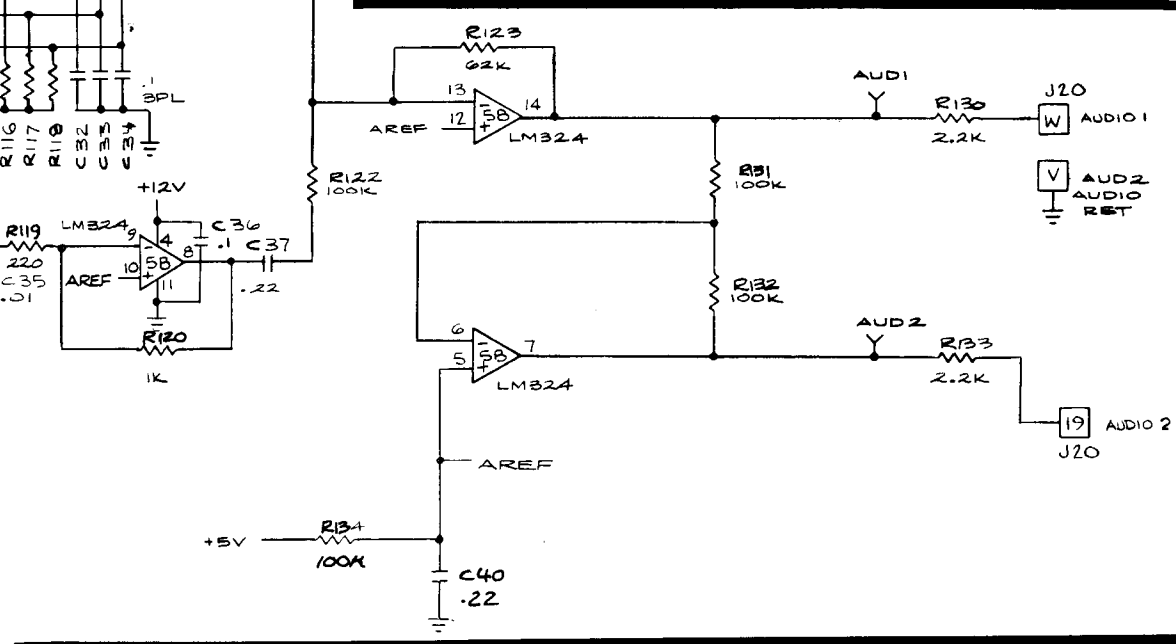 R123
62K
13
14
5B
12
AREF
LM324
AUD1
R130
2.2K
J20
W
AUDIO 1
V
AUD2
AUDIO
RET
.1
3PL
R116
R117
R118
C32
C33
C34
+12V
R122
100K
R131
100K
R119
220
C35
.01
LM324
9
4
8
5B
10
11
AREF
C36
.1
C37
.22
R120
1K
R132
100K
6
7
5B
5
LM324
AUD2
R133
2.2K
19
AUDIO 2
J20
AREF
+5V
R134
100K
C40
.22